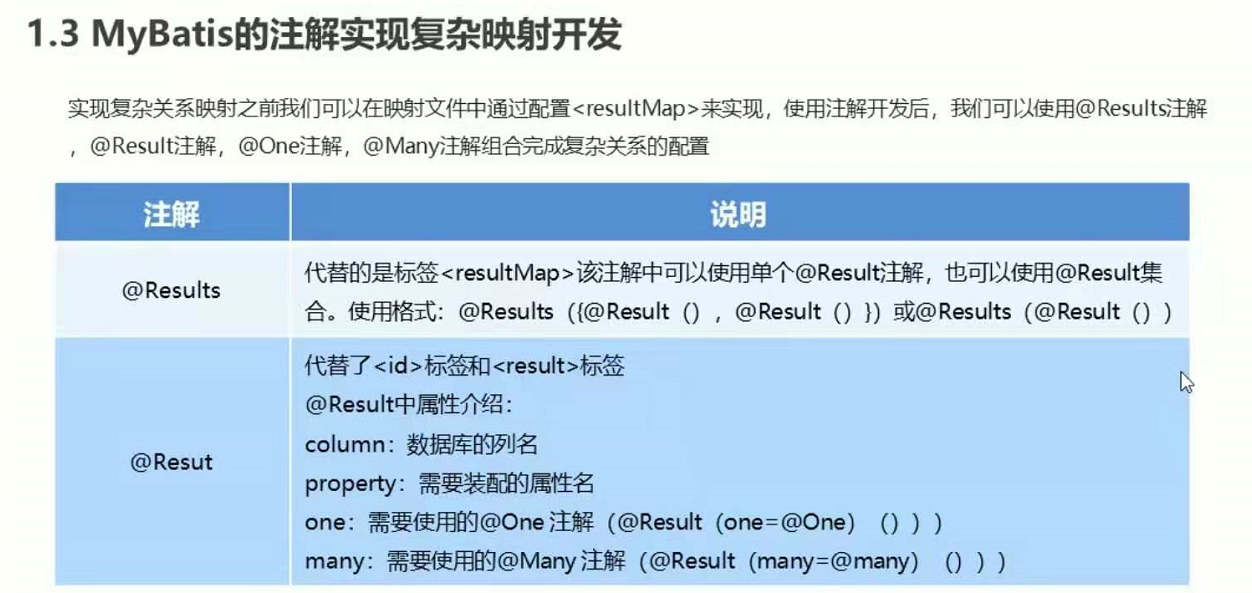 1.3 MyBatis的注解实现复杂映射开发
实现复杂关系映射之前我们可以在映射文件中通过配置<resultMap>来实现，使用注解开发后，我们可以使用@Results注解
，@Result注解，@One注解，@Many注解组合完成复杂关系的配置
注解
说明
@Results
代替的是标签<resultMap>该注解中可以使用单个@Result注解，也可以使用@Result集
合。使用格式：@Results（{@Result（），@Result（）}）或@Results（@Result（））
@Resut
代替了<id>标签和<result>标签
@Result中属性介绍：
column：数据库的列名
property：需要装配的属性名
one：需要使用的@One 注解（@Result（one=@One）（）））
many：需要使用的@Many 注解（@Result（many=@many）（）））